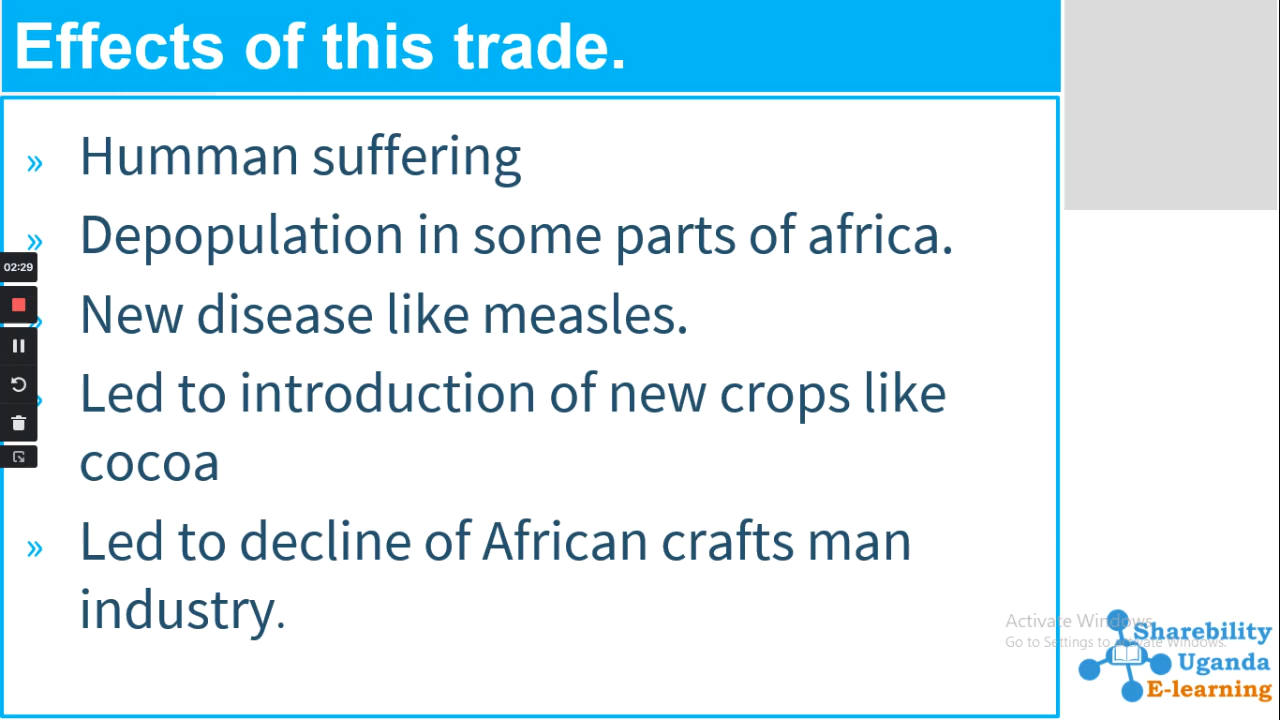 Effects of this trade.
» Humman suffering
» Depopulation in some parts of africa.
02:29
» New disease like measles.
» Led to introduction of new crops like
cocoa
» Led to decline of African crafts man
industry.
Activate Windows
Go to Settings to activate Windows.
Sharebility
Uganda
E-learning